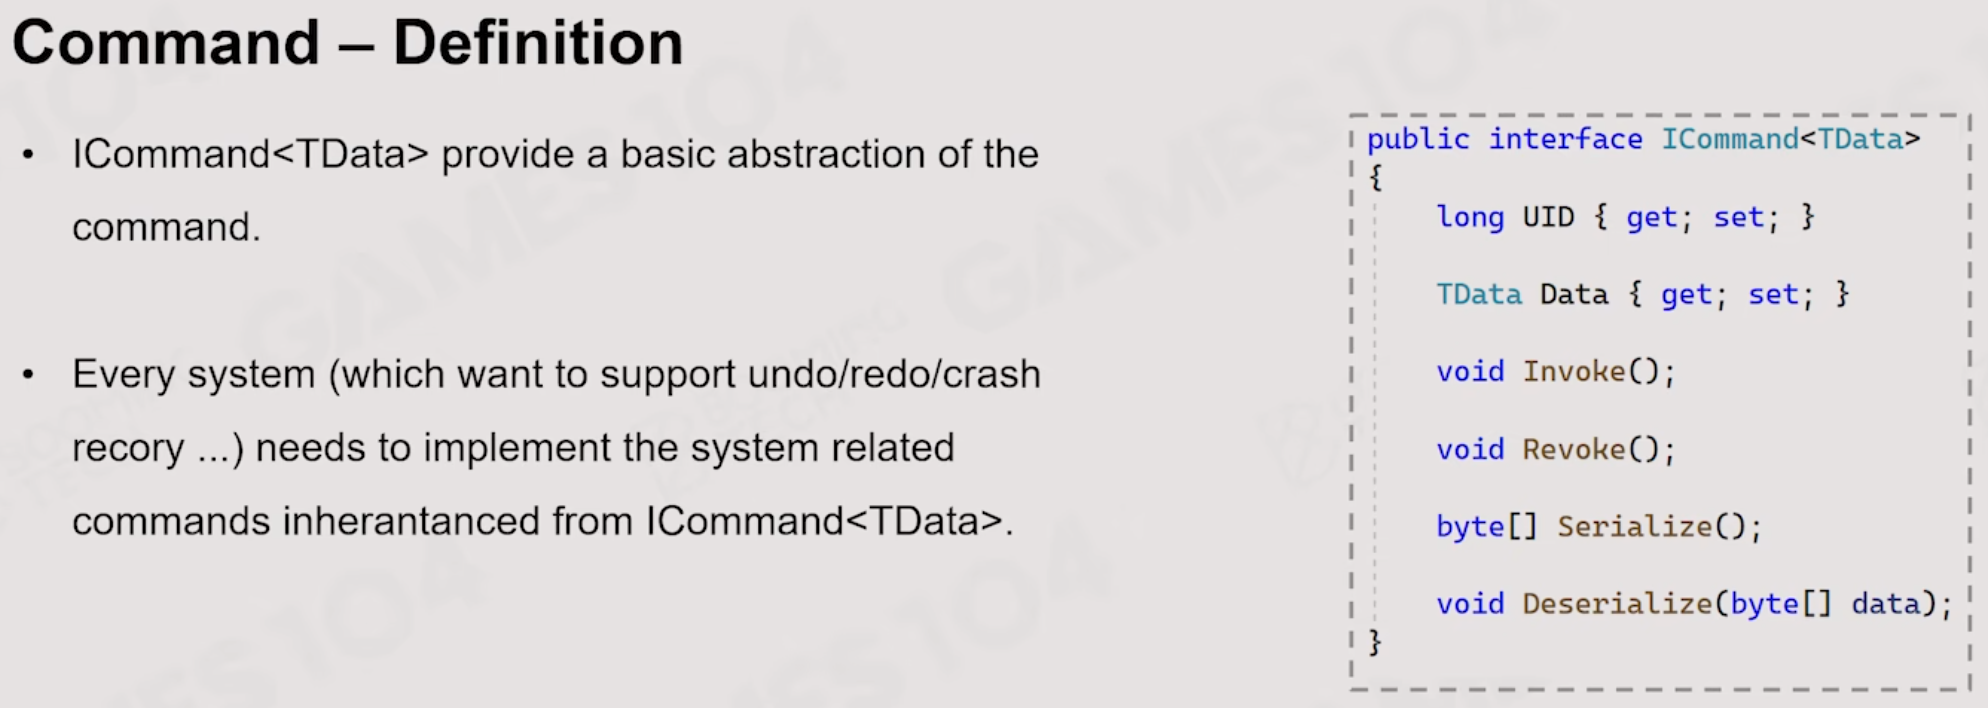 Command – Definition
• ICommand<TData> provide a basic abstraction of the
command.
• Every system (which want to support undo/redo/crash
recory ...) needs to implement the system related
commands inherantanced from ICommand<TData>.
public interface ICommand<TData>
{
long UID { get; set; }
TData Data { get; set; }
void Invoke();
void Revoke();
byte[] Serialize();
void Deserialize(byte[] data);
}
GAMES104
GAMES104